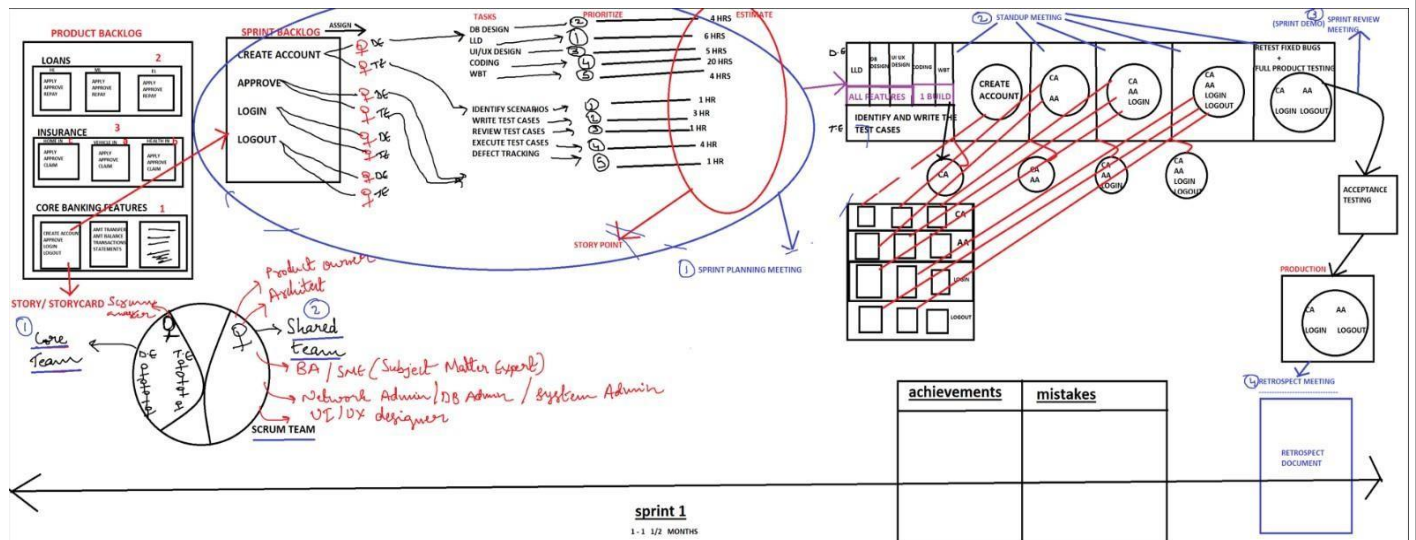 PRODUCT BACKLOG
LOANS
2
APPLY
APPROVE
REPAY
APPLY
APPROVE
REPAY
APPLY
APPROVE
REPAY
INSURANCE
3
HOME IN
VEHICLE IN
HEALTH IN
APPLY
APPROVE
CLAIM
APPLY
APPROVE
CLAIM
APPLY
APPROVE
CLAIM
CORE BANKING FEATURES
1
CREATE ACCOUN
APPROVE
LOGIN
LOGOUT
AMT TRANSFER
AMT BALANCE
TRANSACTIONS
STATEMENTS
STORY/ STORYCARD
SPRINT BACKLOG
ASSIGN
CREATE ACCOUNT
APPROVE
LOGIN
LOGOUT
DE
TE
DE
TE
DE
TE
DE
TE
TASKS
PRIORITIZE
ESTIMATE
DB DESIGN
2
4 HRS
LLD
1
6 HRS
UI/UX DESIGN
3
5 HRS
CODING
4
20 HRS
WBT
5
4 HRS
IDENTIFY SCENARIOS
1
1 HR
WRITE TEST CASES
2
3 HR
REVIEW TEST CASES
3
1 HR
EXECUTE TEST CASES
4
4 HR
DEFECT TRACKING
5
1 HR
STORY POINT
1 SPRINT PLANNING MEETING
2 STANDUP MEETING
(SPRINT DEMO)
3 SPRINT REVIEW
MEETING
D.E
LLD
DB
DESIGN
UI UX
DESIGN
CODING
WBT
ALL FEATURES
1 BUILD
T.E
IDENTIFY AND WRITE THE
TEST CASES
CREATE
ACCOUNT
CA
AA
CA
AA
LOGIN
CA
AA
LOGIN
LOGOUT
RETEST FIXED BUGS
+
FULL PRODUCT TESTING
CA AA
LOGIN LOGOUT
CA
CA
AA
CA
AA
LOGIN
CA
AA
LOGIN
LOGOUT
CA
AA
LOGIN
LOGOUT
ACCEPTANCE
TESTING
PRODUCTION
CA AA
LOGIN LOGOUT
4 RETROSPECT MEETING
RETROSPECT
DOCUMENT
achievements
mistakes
1
Core
Team
D.E
T.E
Product owner
Architect
2
Shared
Team
BA / SME (Subject Matter Expert)
Network Admin / DB Admin / System Admin
UI/UX designer
SCRUM TEAM
sprint 1
1 - 1 1/2 MONTHS